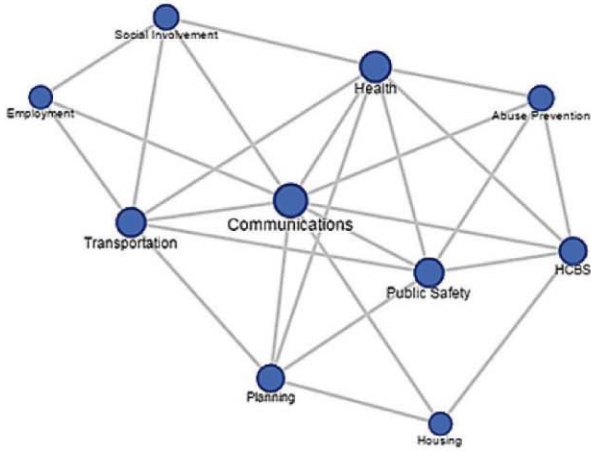 Social Involvement
Health
Employment
Abuse Prevention
Communications
Transportation
HCBS
Public Safety
Planning
Housing